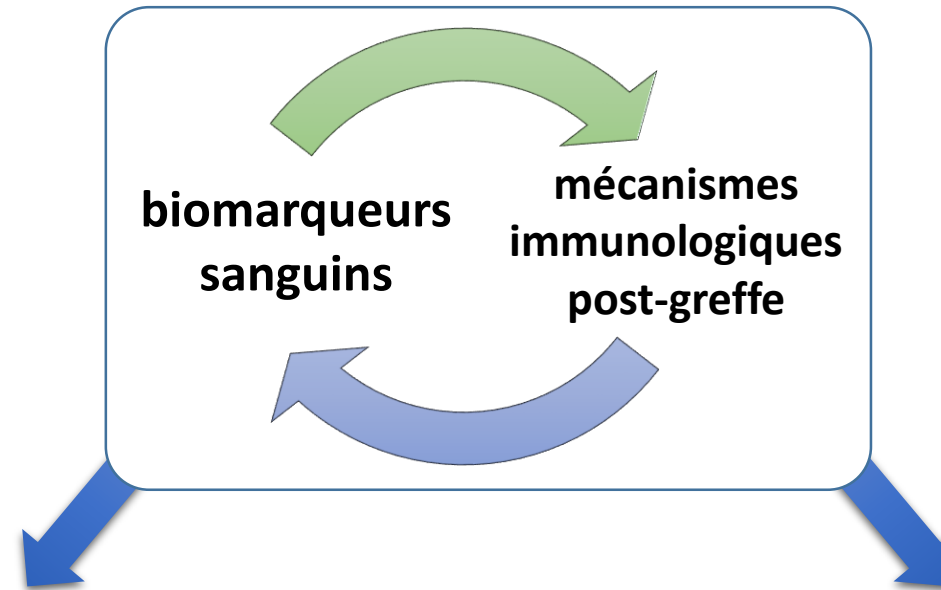 biomarqueurs
sanguins
mécanismes
immunologiques
post-greffe